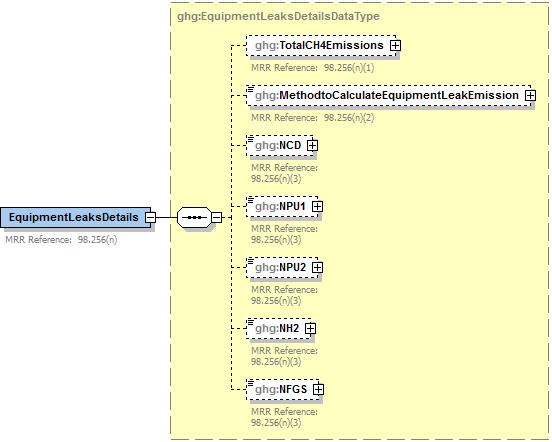 ghg:EquipmentLeaksDetailsDataType
ghg:TotalCH4Emissions
MRR Reference: 98.256(n)(1)
ghg:MethodtoCalculateEquipmentLeakEmission
MRR Reference: 98.256(n)(2)
ghg:NCD
MRR Reference:
98.256(n)(3)
ghg:NPU1
MRR Reference:
98.256(n)(3)
EquipmentLeaksDetails
MRR Reference: 98.256(n)
ghg:NPU2
MRR Reference:
98.256(n)(3)
ghg:NH2
MRR Reference:
98.256(n)(3)
ghg:NFGS
MRR Reference:
98.256(n)(3)